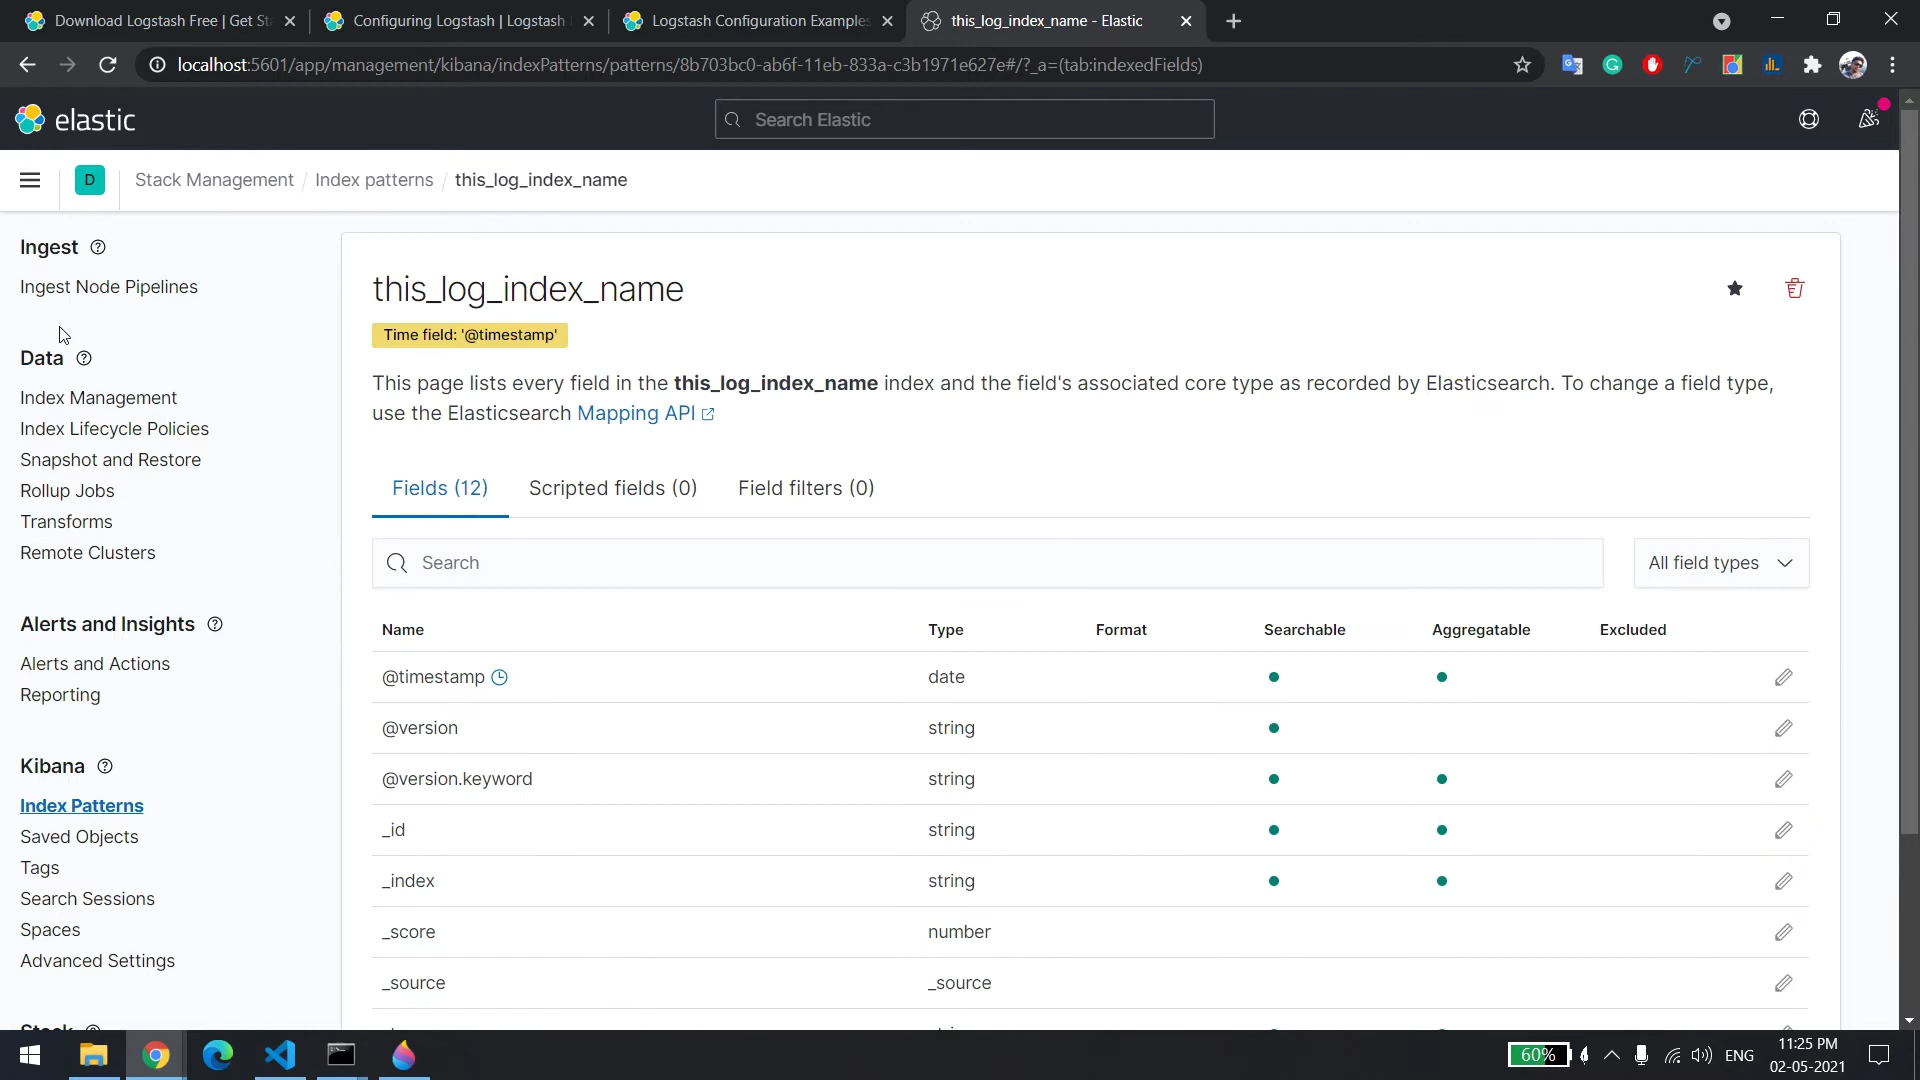 Download Logstash Free | Get Sta
Configuring Logstash | Logstash
Logstash Configuration Examples
this_log_index_name - Elastic
localhost:5601/app/management/kibana/indexPatterns/patterns/8b703bc0-ab6f-11eb-833a-c3b1971e627e#/?_a=(tab:indexedFields)
elastic
Search Elastic
D
Stack Management / Index patterns / this_log_index_name
Ingest
Ingest Node Pipelines
Data
Index Management
Index Lifecycle Policies
Snapshot and Restore
Rollup Jobs
Transforms
Remote Clusters
Alerts and Insights
Alerts and Actions
Reporting
Kibana
Index Patterns
Saved Objects
Tags
Search Sessions
Spaces
Advanced Settings
Stack
this_log_index_name
Time field: '@timestamp'
This page lists every field in the this_log_index_name index and the field's associated core type as recorded by Elasticsearch. To change a field type,
use the Elasticsearch Mapping API
Fields (12) Scripted fields (0) Field filters (0)
Search
All field types
Name Type Format Searchable Aggregatable Excluded
@timestamp date
@version string
@version.keyword string
_id string
_index string
_score number
_source _source
60%
ENG
11:25 PM
02-05-2021